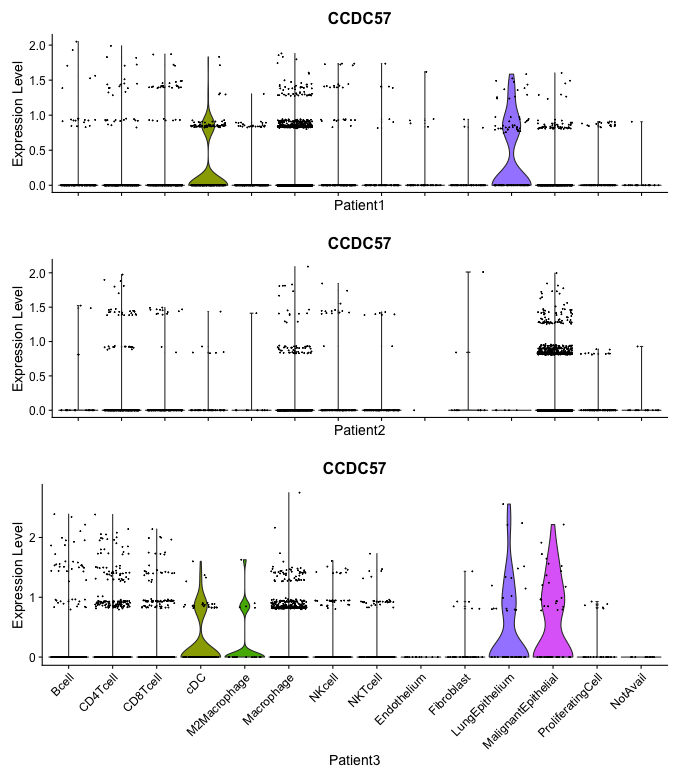 CCDC57
Expression Level
2.0
1.5
1.0
0.5
0.0
Patient1
CCDC57
Expression Level
2.0
1.5
1.0
0.5
0.0
Patient2
CCDC57
Expression Level
2
1
0
Bcell
CD4Tcell
CD8Tcell
cDC
M2Macrophage
Macrophage
NKcell
NKTcell
Endothelium
Fibroblast
LungEpithelium
MalignantEpithelial
ProliferatingCell
NotAvail
Patient3